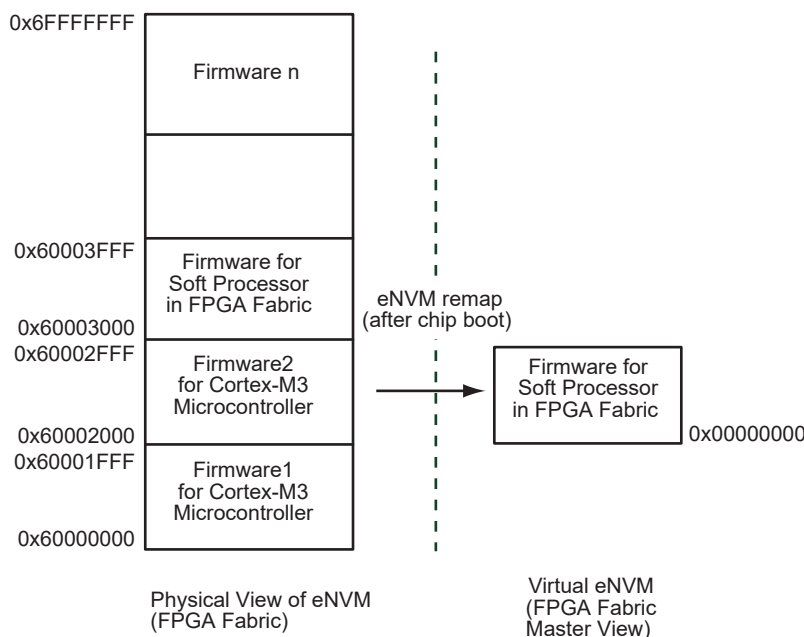 0x6FFFFFFF
Firmware n
0x60003FFF
Firmware for
Soft Processor
in FPGA Fabric
0x60003000
0x60002FFF
Firmware2
for Cortex-M3
Microcontroller
0x60002000
0x60001FFF
Firmware1
for Cortex-M3
Microcontroller
0x60000000
eNVM remap
(after chip boot)
Firmware for
Soft Processor
in FPGA Fabric
0x00000000
Physical View of eNVM
(FPGA Fabric)
Virtual eNVM
(FPGA Fabric
Master View)